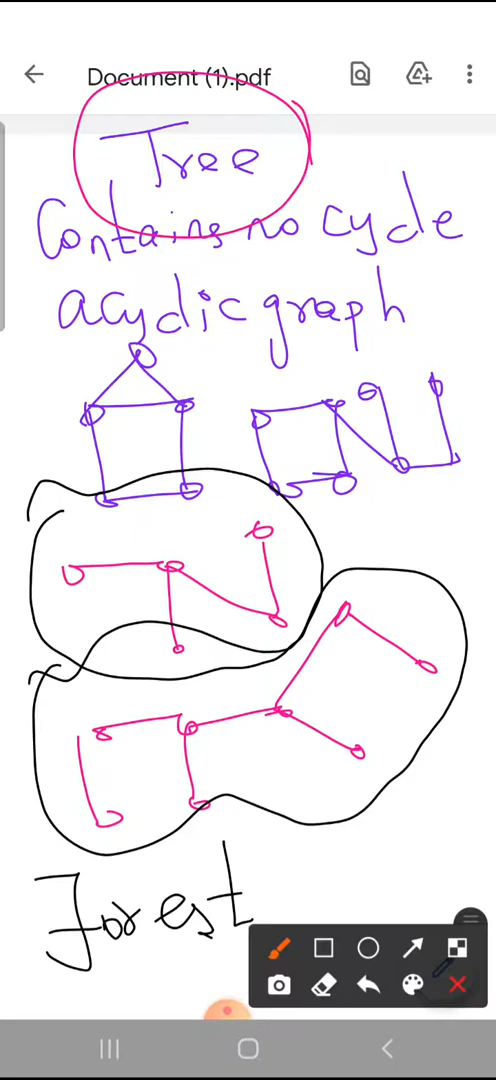 Document (1).pdf
Tree
Contains no cycle
acyclic graph
Forest